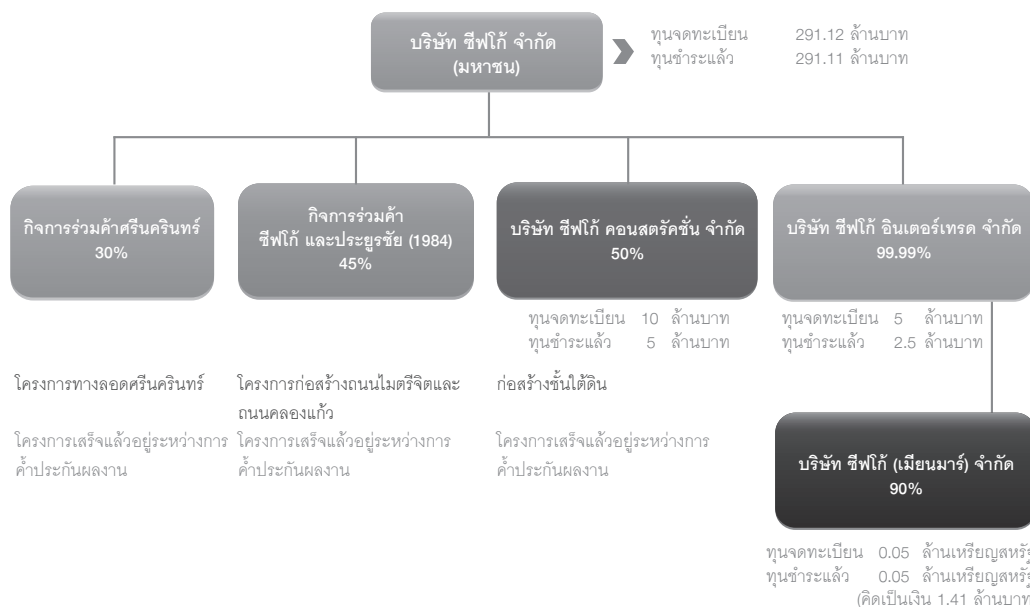 บริษัท ซีฟโก้ จำกัด
(มหาชน)
ทุนจดทะเบียน 291.12 ล้านบาท
ทุนชำระแล้ว 291.11 ล้านบาท
กิจการร่วมค้าศรีนครินทร์
30%
กิจการร่วมค้า
ซีฟโก้ และประยูรชัย (1984)
45%
บริษัท ซีฟโก้ คอนสตรัคชั่น จำกัด
50%
บริษัท ซีฟโก้ อินเตอร์เทรด จำกัด
99.99%
ทุนจดทะเบียน 10 ล้านบาท
ทุนชำระแล้ว 5 ล้านบาท
ทุนจดทะเบียน 5 ล้านบาท
ทุนชำระแล้ว 2.5 ล้านบาท
โครงการทางลอดศรีนครินทร์
โครงการเสร็จแล้วอยู่ระหว่างการ
ค้ำประกันผลงาน
โครงการก่อสร้างถนนไมตรีจิตและ
ถนนคลองแก้ว
โครงการเสร็จแล้วอยู่ระหว่างการ
ค้ำประกันผลงาน
ก่อสร้างชั้นใต้ดิน
โครงการเสร็จแล้วอยู่ระหว่างการ
ค้ำประกันผลงาน
บริษัท ซีฟโก้ (เมียนมาร์) จำกัด
90%
ทุนจดทะเบียน 0.05 ล้านเหรียญสหรัฐ
ทุนชำระแล้ว 0.05 ล้านเหรียญสหรัฐ
(คิดเป็นเงิน 1.41 ล้านบาท